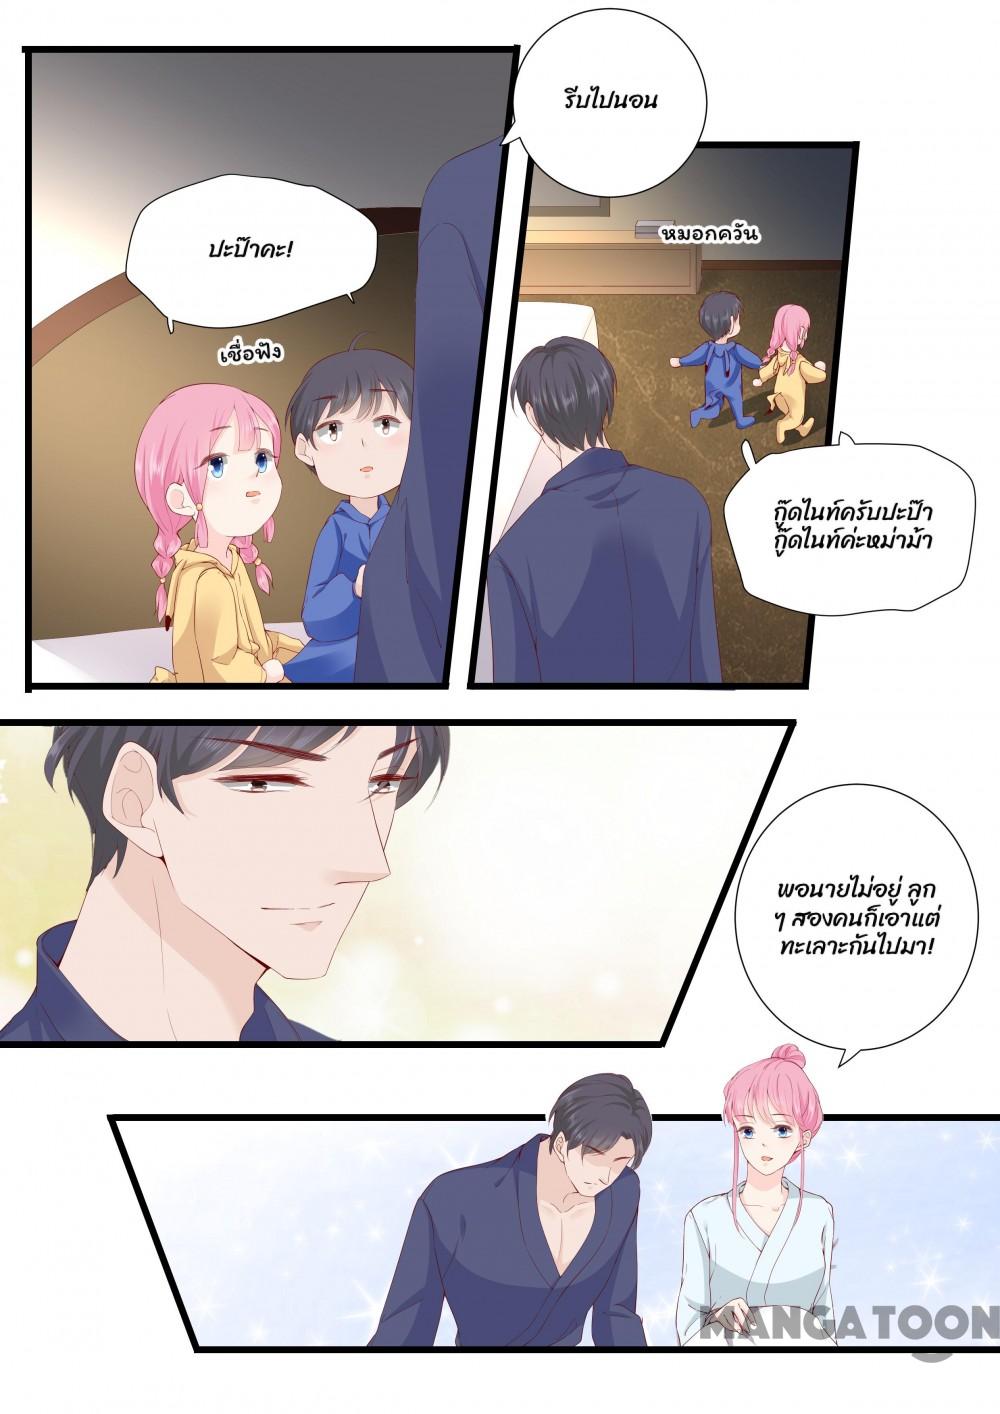 รีบไปนอน
ปะป๊าคะ!
เชื่อฟัง
หมอกควัน
กู๊ดไนท์ครับปะป๊า
กู๊ดไนท์ค่ะหม่าม้า
พอนายไม่อยู่ ลูก
ๆ สองคนก็เอาแต่
ทะเลาะกันไปมา!
MANGATOON